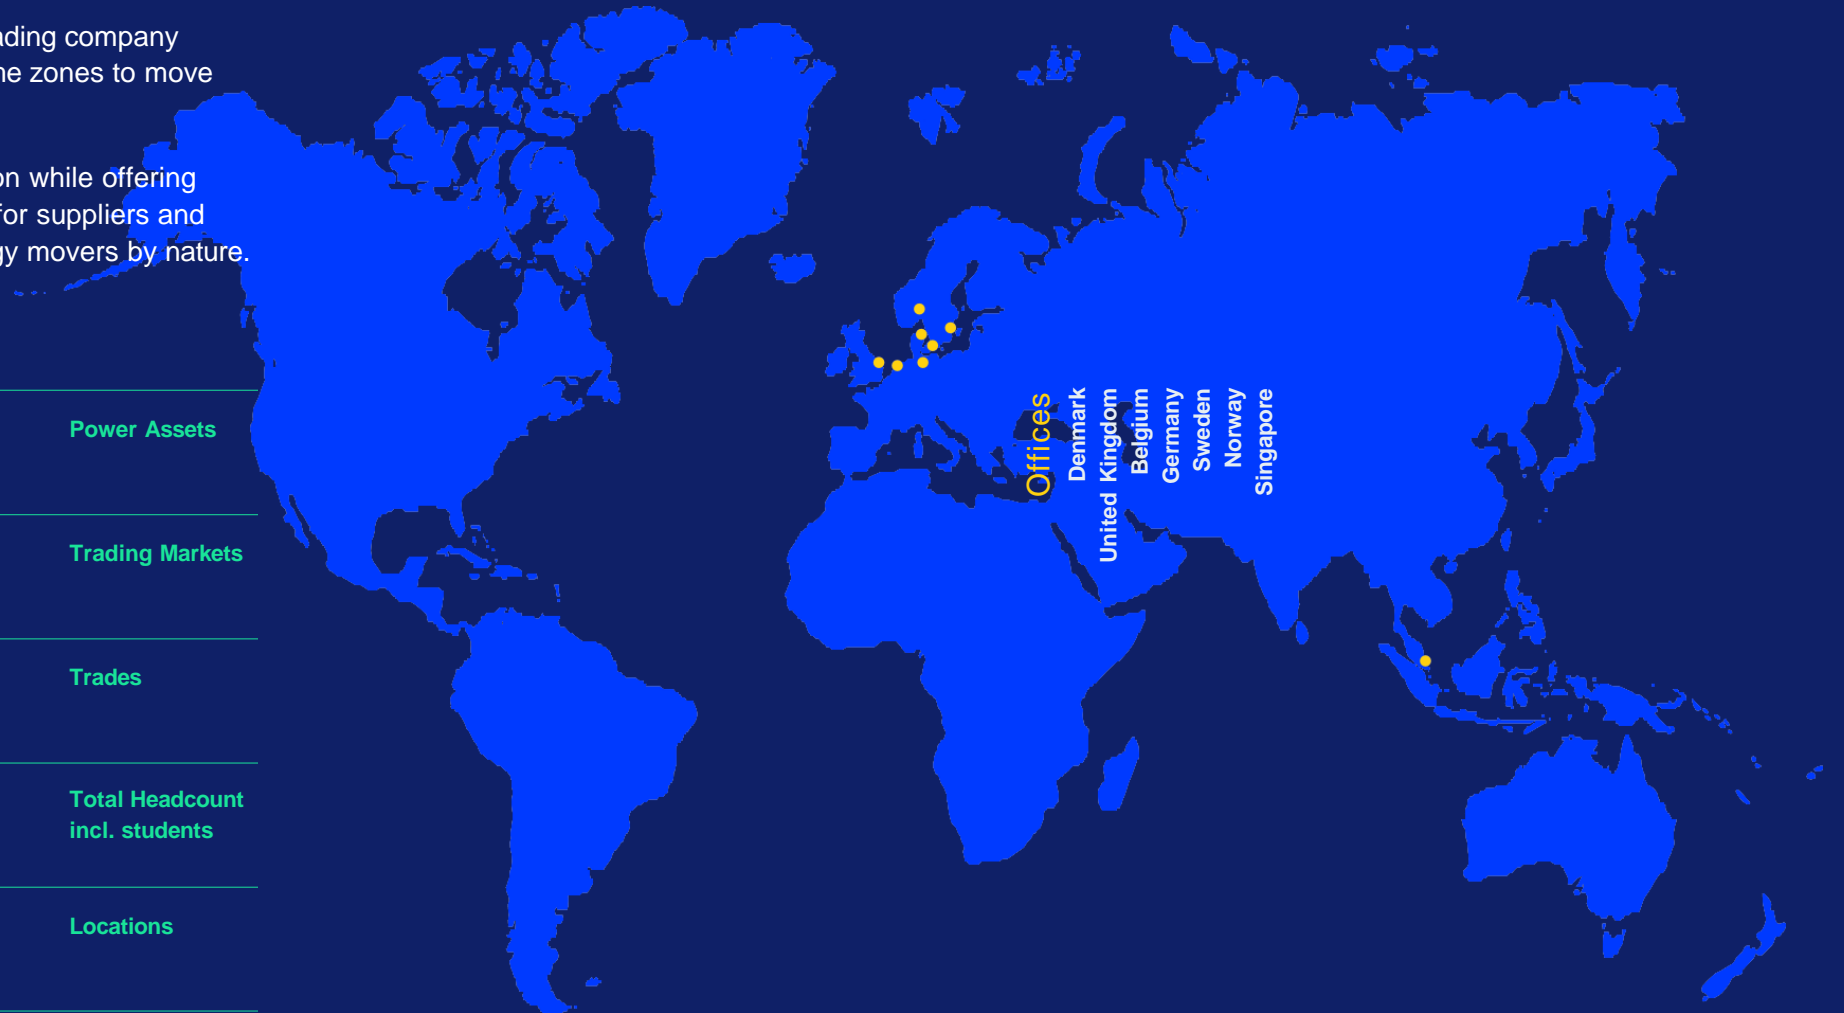 ading company
ne zones to move
on while offering
for suppliers and
gy movers by nature.
Power Assets
Trading Markets
Trades
Total Headcount
incl. students
Locations
Offices
Denmark
United Kingdom
Belgium
Germany
Sweden
Norway
Singapore